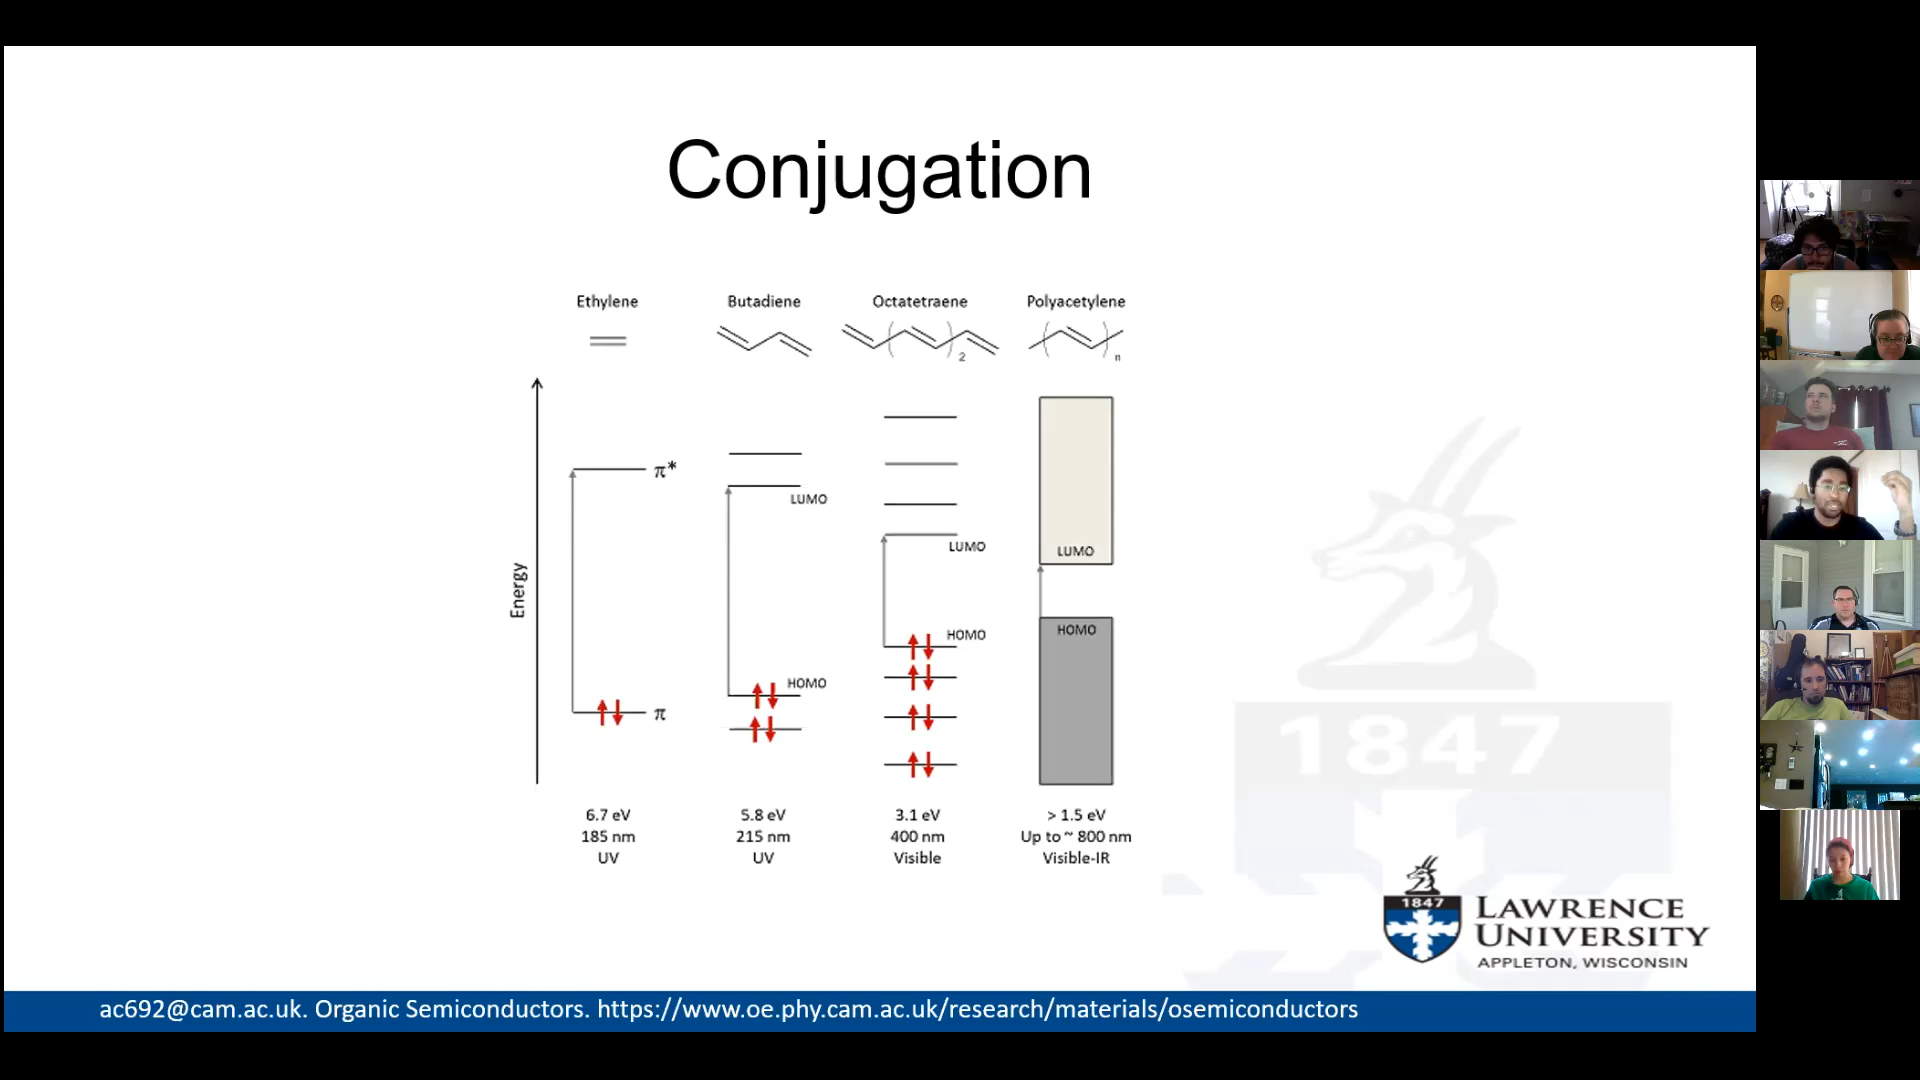 Conjugation
Ethylene Butadiene Octatetraene Polyacetylene
2 n
Energy
π*
LUMO
LUMO
LUMO
HOMO
HOMO
HOMO
π
6.7 eV 5.8 eV 3.1 eV > 1.5 eV
185 nm 215 nm 400 nm Up to ~ 800 nm
UV UV Visible Visible-IR
1847
1847
LAWRENCE
UNIVERSITY
APPLETON, WISCONSIN
ac692@cam.ac.uk. Organic Semiconductors. https://www.oe.phy.cam.ac.uk/research/materials/osemiconductors